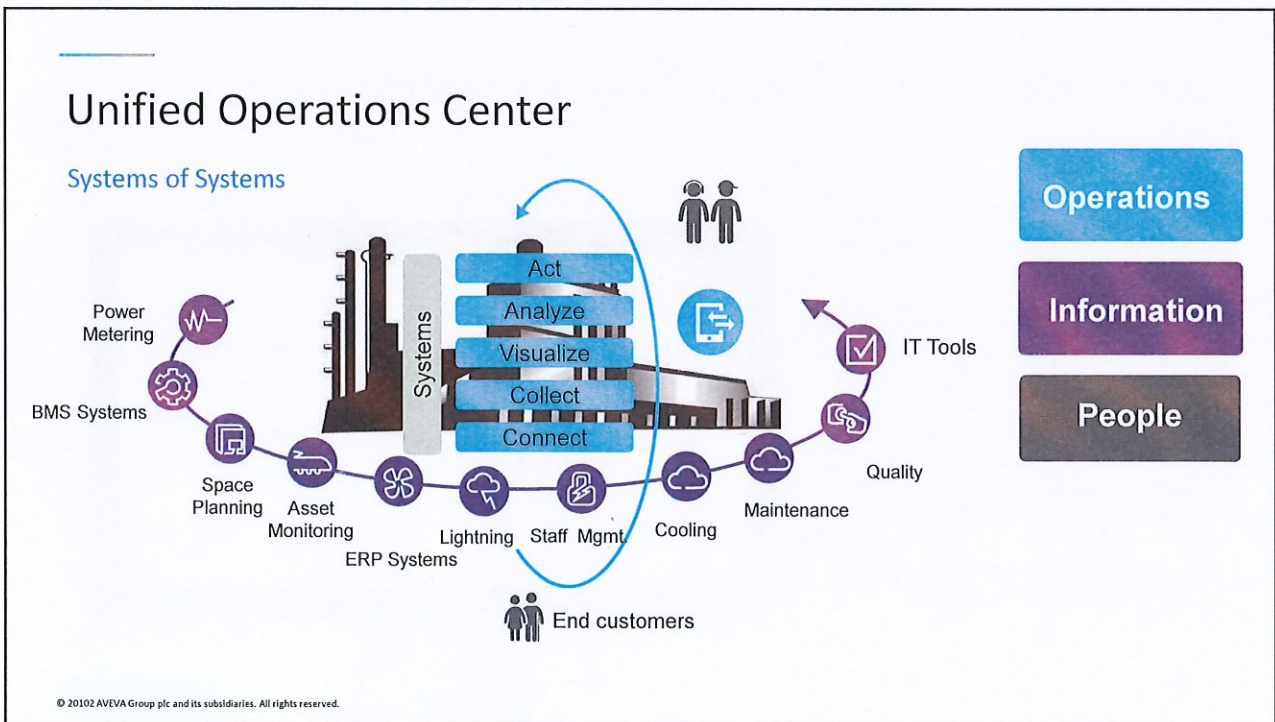 Unified Operations Center
Systems of Systems
Operations
Information
People
Systems
Act
Analyze
Visualize
Collect
Connect
Power
Metering
BMS Systems
Space
Planning
Asset
Monitoring
ERP Systems
Lightning
Staff Mgmt.
Cooling
Maintenance
Quality
IT Tools
End customers
© 20102 AVEVA Group plc and its subsidiaries. All rights reserved.